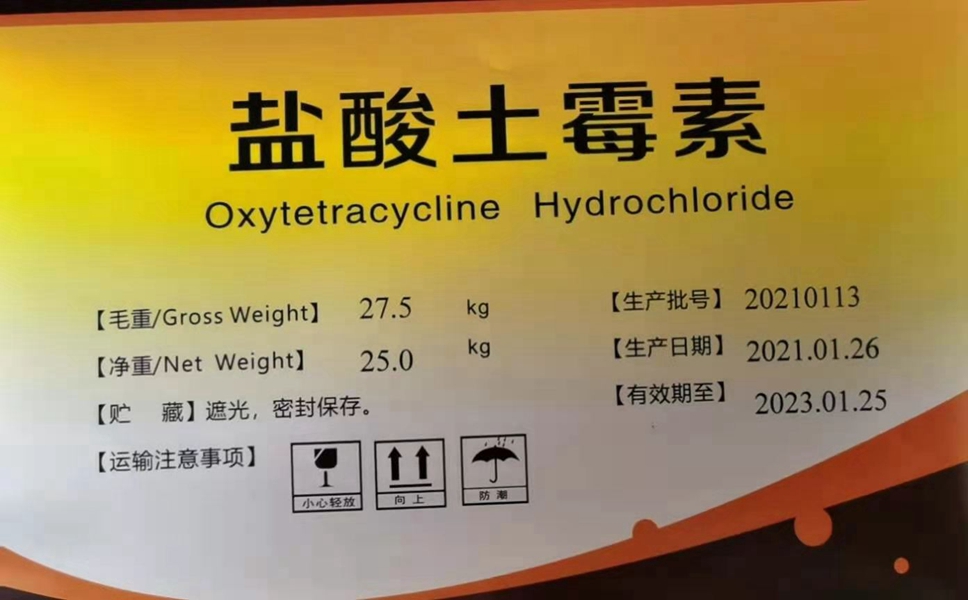 盐酸土霉素
Oxytetracycline Hydrochloride
【毛重/Gross Weight】 27.5 kg
【净重/Net Weight】 25.0 kg
【贮 藏】遮光，密封保存。
【运输注意事项】
小心轻放 向上 防潮
【生产批号】 20210113
【生产日期】 2021.01.26
【有效期至】 2023.01.25